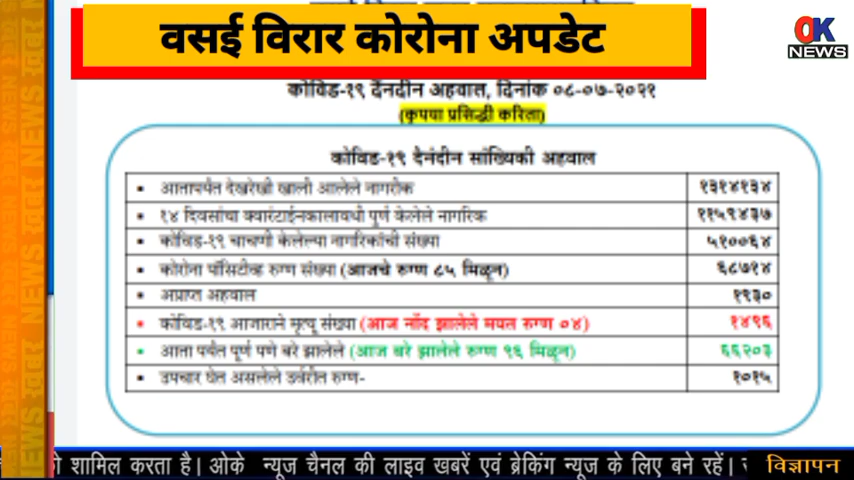 वसई विरार कोरोना अपडेट
OK
NEWS
कोविड-१९ दैनंदीन अहवाल, दिनांक ०८-०७-२०२१
(कृपया प्रसिद्धी करिता)
कोविड-१९ दैनंदीन सांख्यिकी अहवाल
आतापर्यंत देखरेखी खाली आलेले नागरीक १३१४१३४
१४ दिवसांचा क्वारंटाईनकालावधी पुर्ण केलेले नागरिक ११५९४३७
कोविड-१९ चाचणी केलेल्या नागरिकांची संख्या ५१००६४
कोरोना पॉसिटीव्ह रुग्ण संख्या (आजचे रुग्ण ८५ मिळून) ६८७१४
अप्राप्त अहवाल १९३०
कोविड-१९ आजाराने मृत्यू संख्या (आज नोंद झालेले मयत रुग्ण ०४) १४९६
आता पर्यंत पूर्ण पणे बरे झालेले (आज बरे झालेले रुग्ण ९६ मिळून) ६६२०३
उपचार घेत असलेले उर्वरीत रुग्ण- १०१५
शामिल करता है। ओके न्यूज चैनल की लाइव खबरें एवं ब्रेकिंग न्यूज के लिए बने रहें।
विज्ञापन